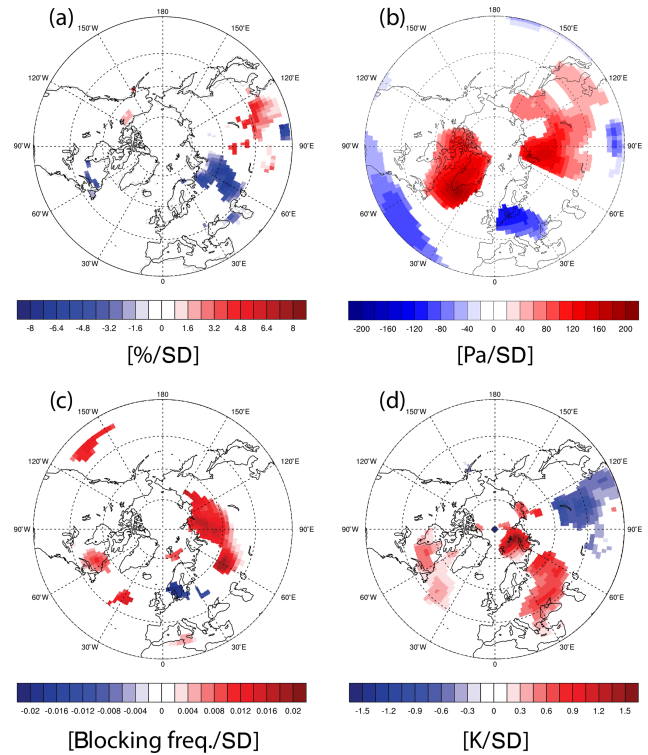 (a) (b)
180 180
150°W 150°E 150°W 150°E
120°W 120°E 120°W 120°E
90°W 90°E 90°W 90°E
60°W 60°E 60°W 60°E
30°W 30°E 30°W 30°E
0 0
-8 -6.4 -4.8 -3.2 -1.6 0 1.6 3.2 4.8 6.4 8 -200 -160 -120 -80 -40 0 40 80 120 160 200
[%/SD] [Pa/SD]
(c) (d)
180 180
150°W 150°E 150°W 150°E
120°W 120°E 120°W 120°E
90°W 90°E 90°W 90°E
60°W 60°E 60°W 60°E
30°W 30°E 30°W 30°E
0 0
-0.02 -0.016 -0.012 -0.008 -0.004 0 0.004 0.008 0.012 0.016 0.02 -1.5 -1.2 -0.9 -0.6 -0.3 0 0.3 0.6 0.9 1.2 1.5
[Blocking freq./SD] [K/SD]